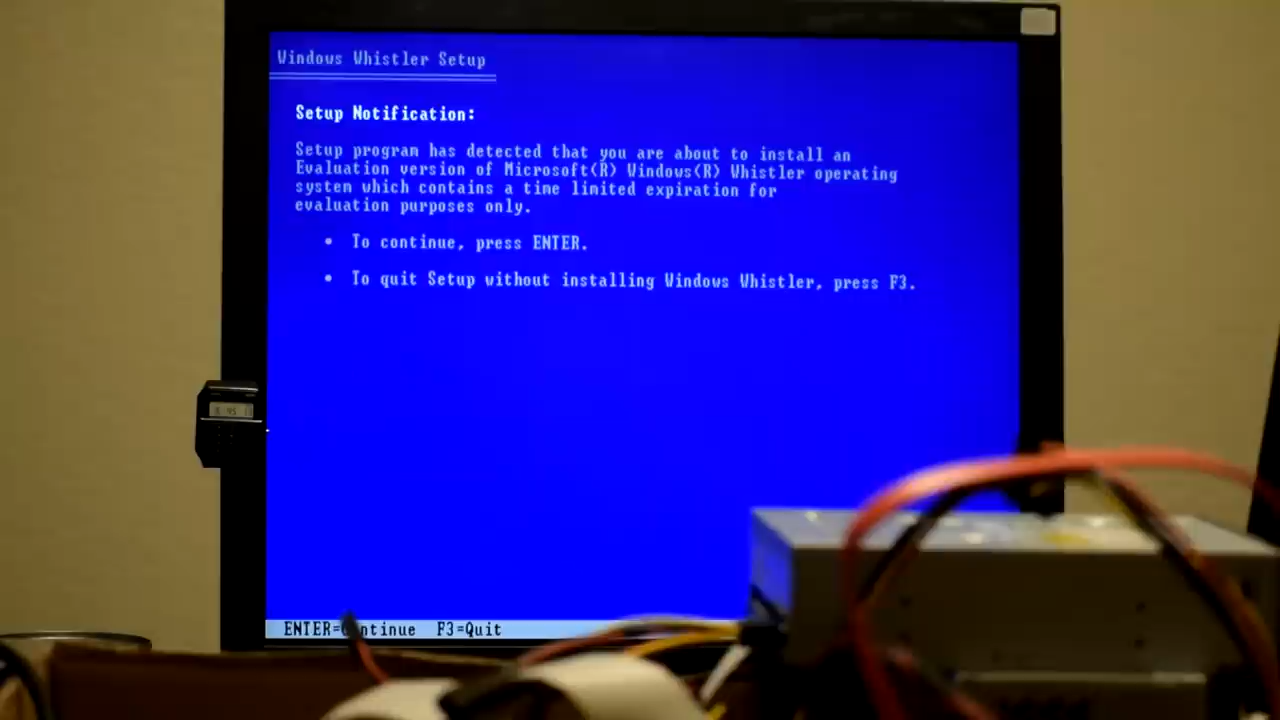 Windows Whistler Setup
Setup Notification:
Setup program has detected that you are about to install an
Evaluation version of Microsoft(R) Windows(R) Whistler operating
system which contains a time limited expiration for
evaluation purposes only.
• To continue, press ENTER.
• To quit Setup without installing Windows Whistler, press F3.
ENTER=Continue F3=Quit